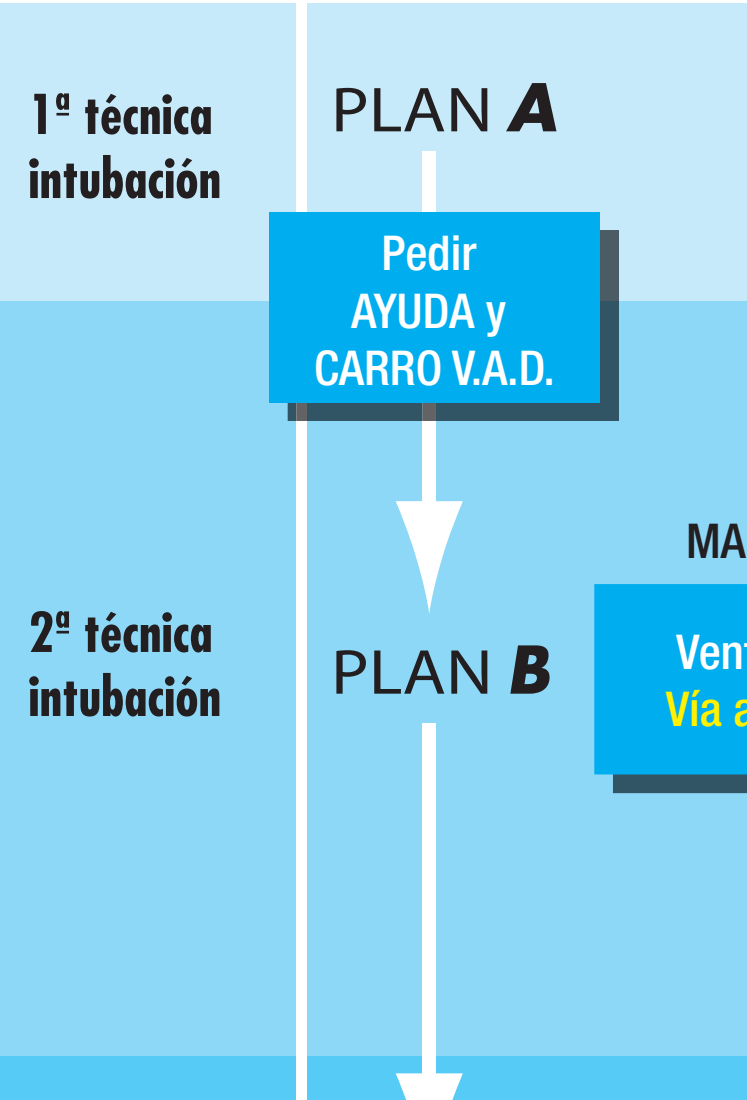 1ª técnica
intubación
PLAN A
Pedir
AYUDA y
CARRO V.A.D.
2ª técnica
intubación
PLAN B
MA
Vent
Vía a